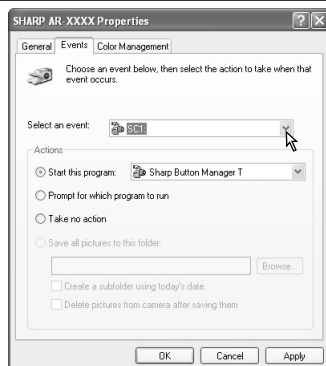 SHARP AR-XXXX Properties
General Events Color Management
Choose an event below, then select the action to take when that
event occurs.
Select an event: SC1:
Actions
Start this program: Sharp Button Manager T
Prompt for which program to run
Take no action
Save all pictures to this folder:
Browse...
Create a subfolder using today's date
Delete pictures from camera after saving them
OK Cancel Apply